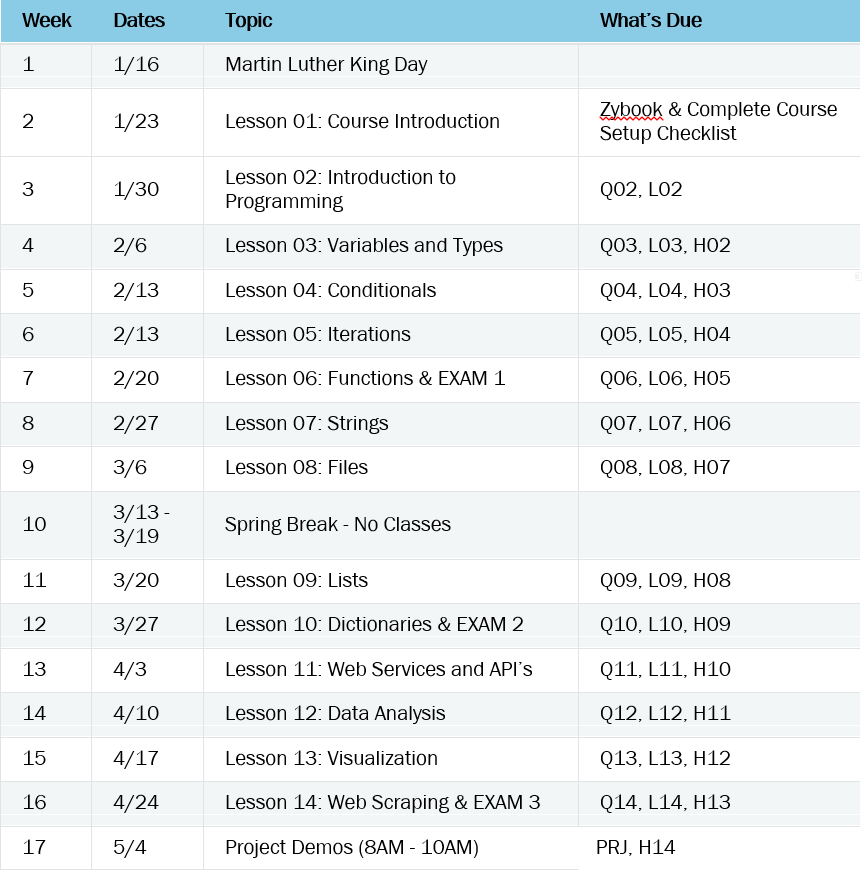 Week Dates Topic What's Due
1 1/16 Martin Luther King Day
2 1/23 Lesson 01: Course Introduction Zybook & Complete Course
Setup Checklist
3 1/30 Lesson 02: Introduction to
Programming Q02, L02
4 2/6 Lesson 03: Variables and Types Q03, L03, H02
5 2/13 Lesson 04: Conditionals Q04, L04, H03
6 2/13 Lesson 05: Iterations Q05, L05, H04
7 2/20 Lesson 06: Functions & EXAM 1 Q06, L06, H05
8 2/27 Lesson 07: Strings Q07, L07, H06
9 3/6 Lesson 08: Files Q08, L08, H07
10 3/13 -
3/19 Spring Break - No Classes
11 3/20 Lesson 09: Lists Q09, L09, H08
12 3/27 Lesson 10: Dictionaries & EXAM 2 Q10, L10, H09
13 4/3 Lesson 11: Web Services and API's Q11, L11, H10
14 4/10 Lesson 12: Data Analysis Q12, L12, H11
15 4/17 Lesson 13: Visualization Q13, L13, H12
16 4/24 Lesson 14: Web Scraping & EXAM 3 Q14, L14, H13
17 5/4 Project Demos (8AM - 10AM) PRJ, H14